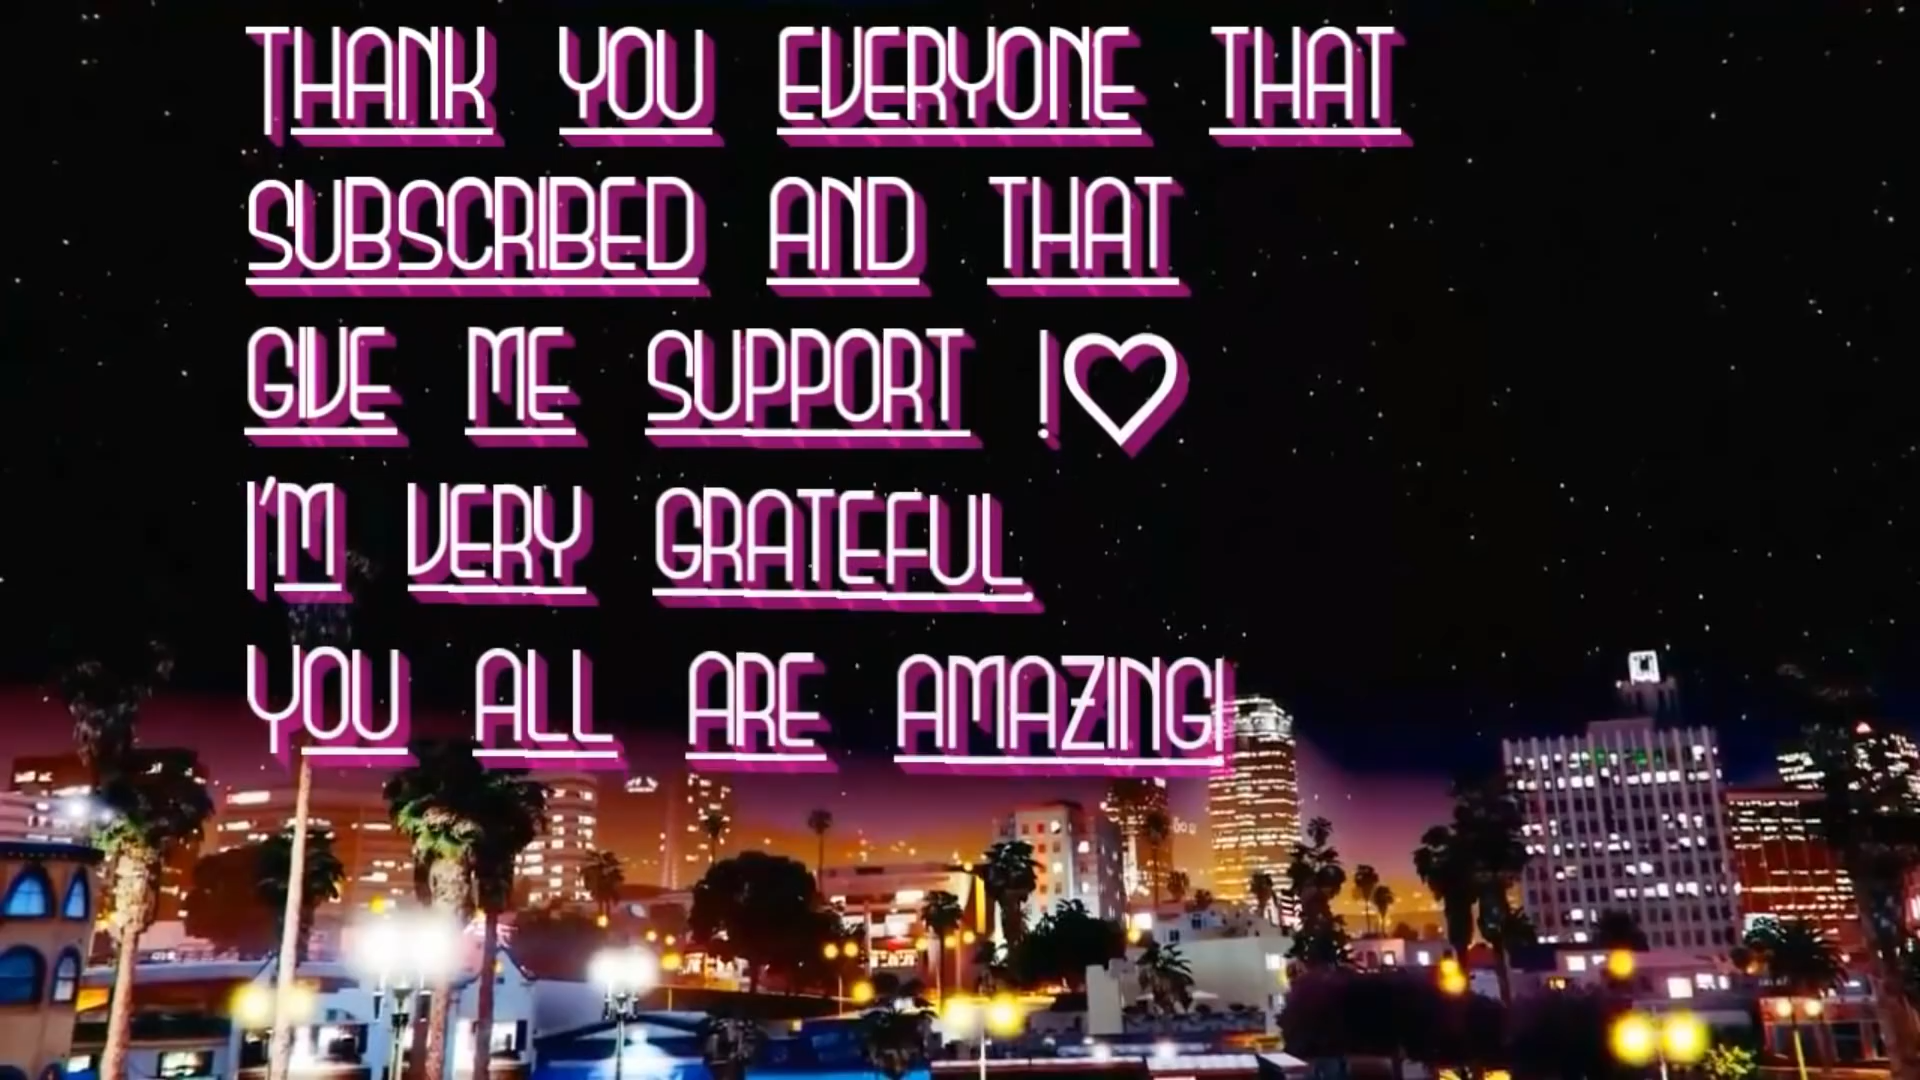 THANK YOU EVERYONE THAT
SUBSCRIBED AND THAT
GIVE ME SUPPORT !♡
I'M VERY GRATEFUL.
YOU ALL ARE AMAZING!